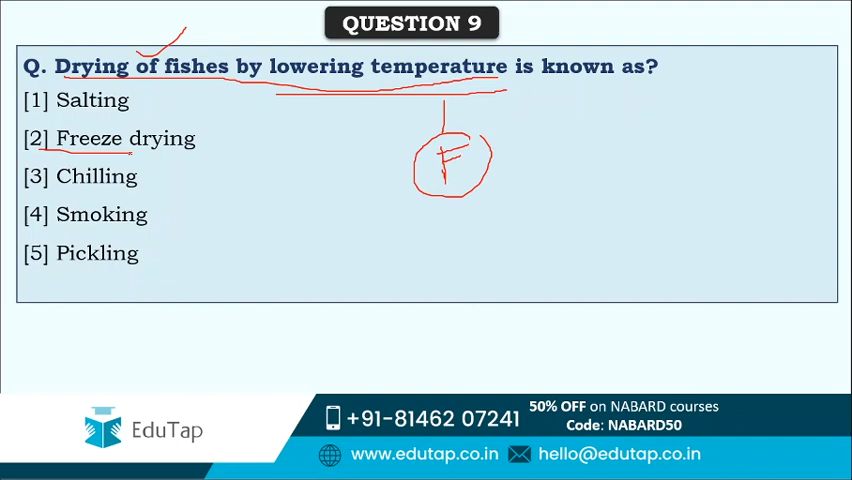 QUESTION 9
Q. Drying of fishes by lowering temperature is known as?
[1] Salting
[2] Freeze drying
F
[3] Chilling
[4] Smoking
[5] Pickling
EduTap
+91-81462 07241
50% OFF on NABARD courses
Code: NABARD50
www.edutap.co.in
hello@edutap.co.in